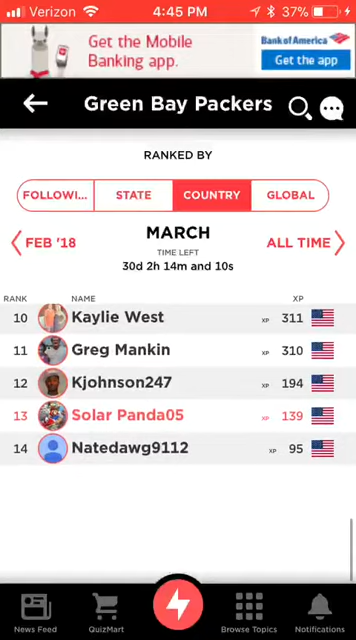 Verizon 4:45 PM 37%
Get the Mobile
Banking app.
Bank of America
Get the app
Green Bay Packers
RANKED BY
FOLLOWI... STATE COUNTRY GLOBAL
FEB '18 MARCH ALL TIME
TIME LEFT
30d 2h 14m and 10s
RANK NAME XP
10 Kaylie West XP 311
11 Greg Mankin XP 310
12 Kjohnson247 XP 194
13 Solar Panda05 XP 139
14 Natedawg9112 XP 95
News Feed QuizMart Browse Topics Notifications